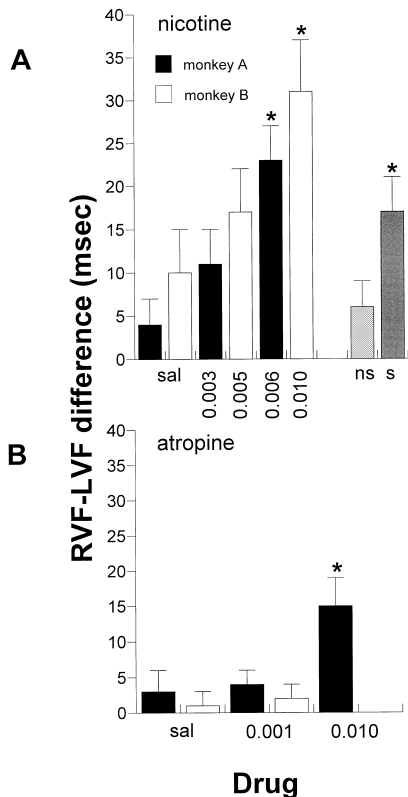 A
nicotine
monkey A
monkey B
40
35
30
25
20
15
10
5
0
*
*
*
sal
0.003
0.005
0.006
0.010
ns
s
RVF-LVF difference (msec)
B
atropine
40
35
30
25
20
15
10
5
0
*
sal
0.001
0.010
Drug